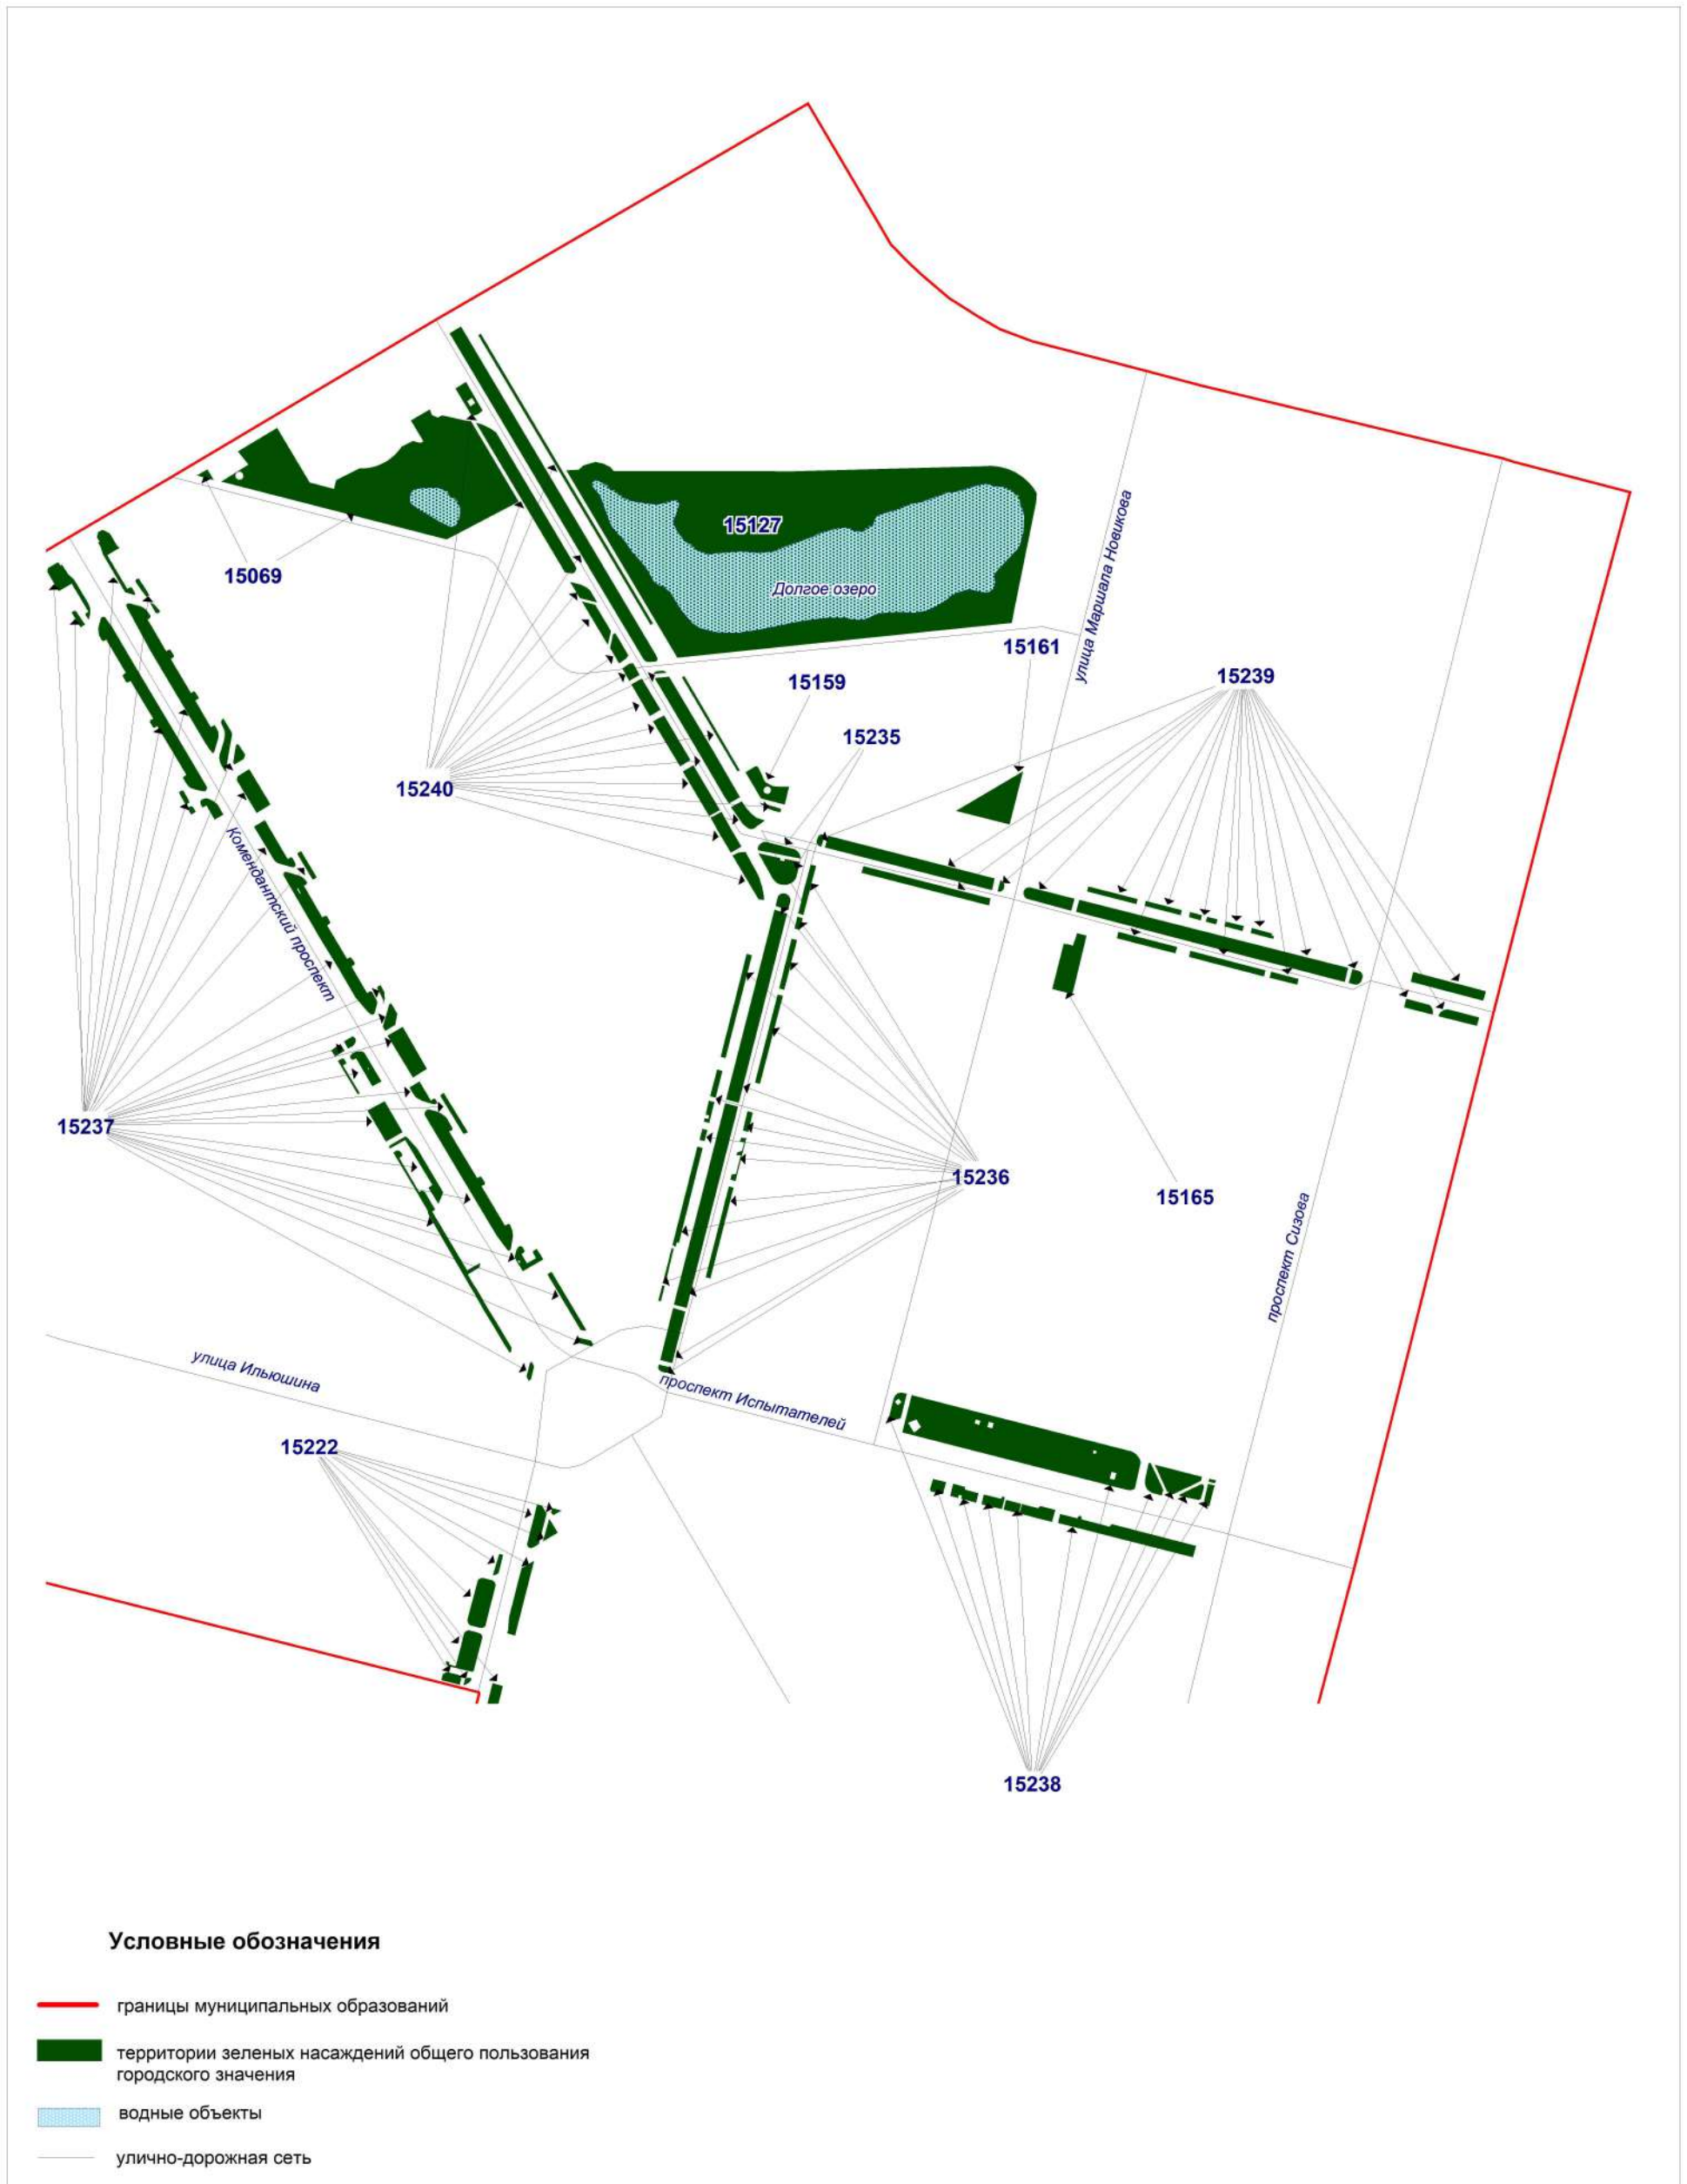 15127
Долгое озеро
улица Маршала Новикова
15069
15161
15239
15159
15235
15240
Комендантский проспект
15237
15236
15165
проспект Сизова
улица Ильюшина
проспект Испытателей
15222
15238
Условные обозначения
границы муниципальных образований
территории зеленых насаждений общего пользования
городского значения
водные объекты
улично-дорожная сеть